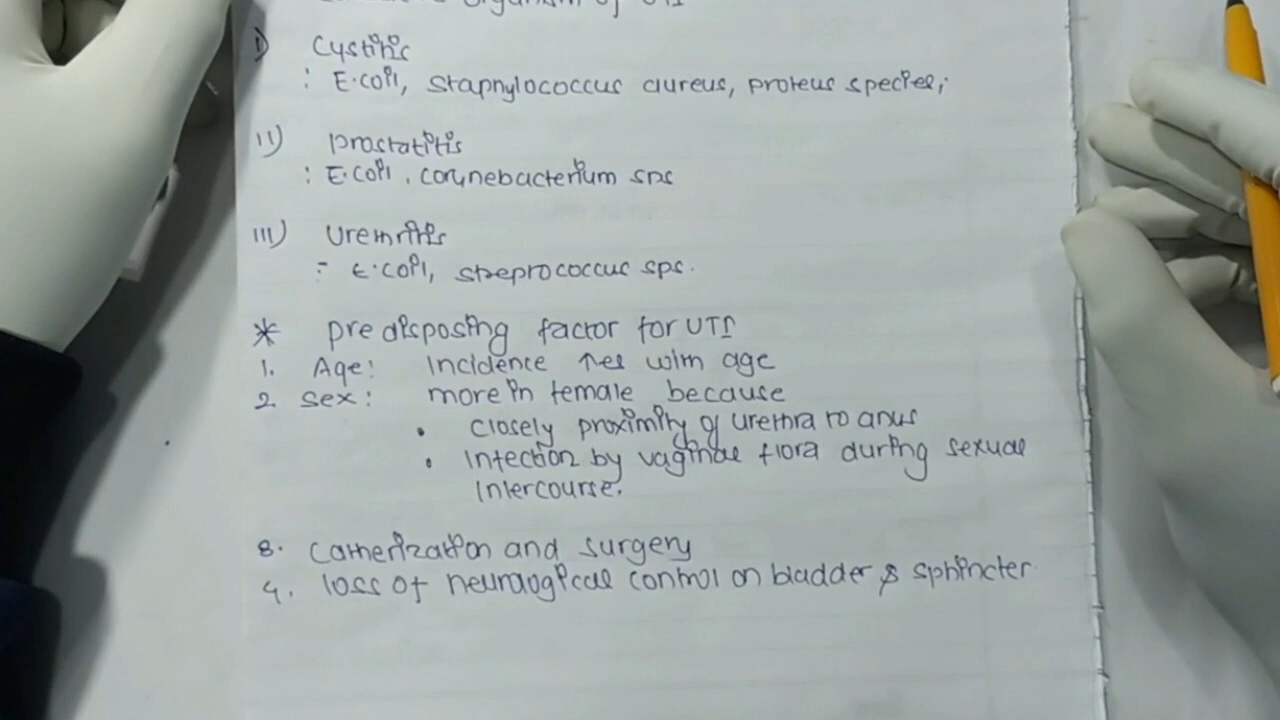 organism of UTI
i) Cystitis
: E.coli, staphylococcus aureus, proteus species,
ii) prostatitis
: E.coli, corynebacterium sps
iii) Urethritis
: E.coli, streptococcus sps.
* predisposing factor for UTI
1. Age: Incidence ↑es with age
2. Sex: more in female because
• closely proximity of urethra to anus
• Infection by vaginal flora during sexual
intercourse.
3. Catherization and surgery
4. loss of neurological control on bladder & sphincter